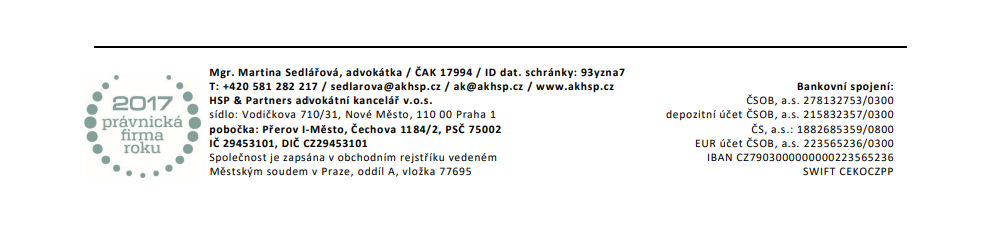 2017
právnická
firma
roku
Mgr. Martina Sedlářová, advokátka / ČAK 17994 / ID dat. schránky: 93yzna7
T: +420 581 282 217 / sedlarova@akhsp.cz / ak@akhsp.cz / www.akhsp.cz
HSP & Partners advokátní kancelář v.o.s.
sídlo: Vodičkova 710/31, Nové Město, 110 00 Praha 1
pobočka: Přerov I-Město, Čechova 1184/2, PSČ 75002
IČ 29453101, DIČ CZ29453101
Společnost je zapsána v obchodním rejstříku vedeném
Městským soudem v Praze, oddíl A, vložka 77695
Bankovní spojení:
ČSOB, a.s. 278132753/0300
depozitní účet ČSOB, a.s. 215832357/0300
ČS, a.s.: 1882685359/0800
EUR účet ČSOB, a.s. 223565236/0300
IBAN CZ7903000000000223565236
SWIFT CEKOCZPP